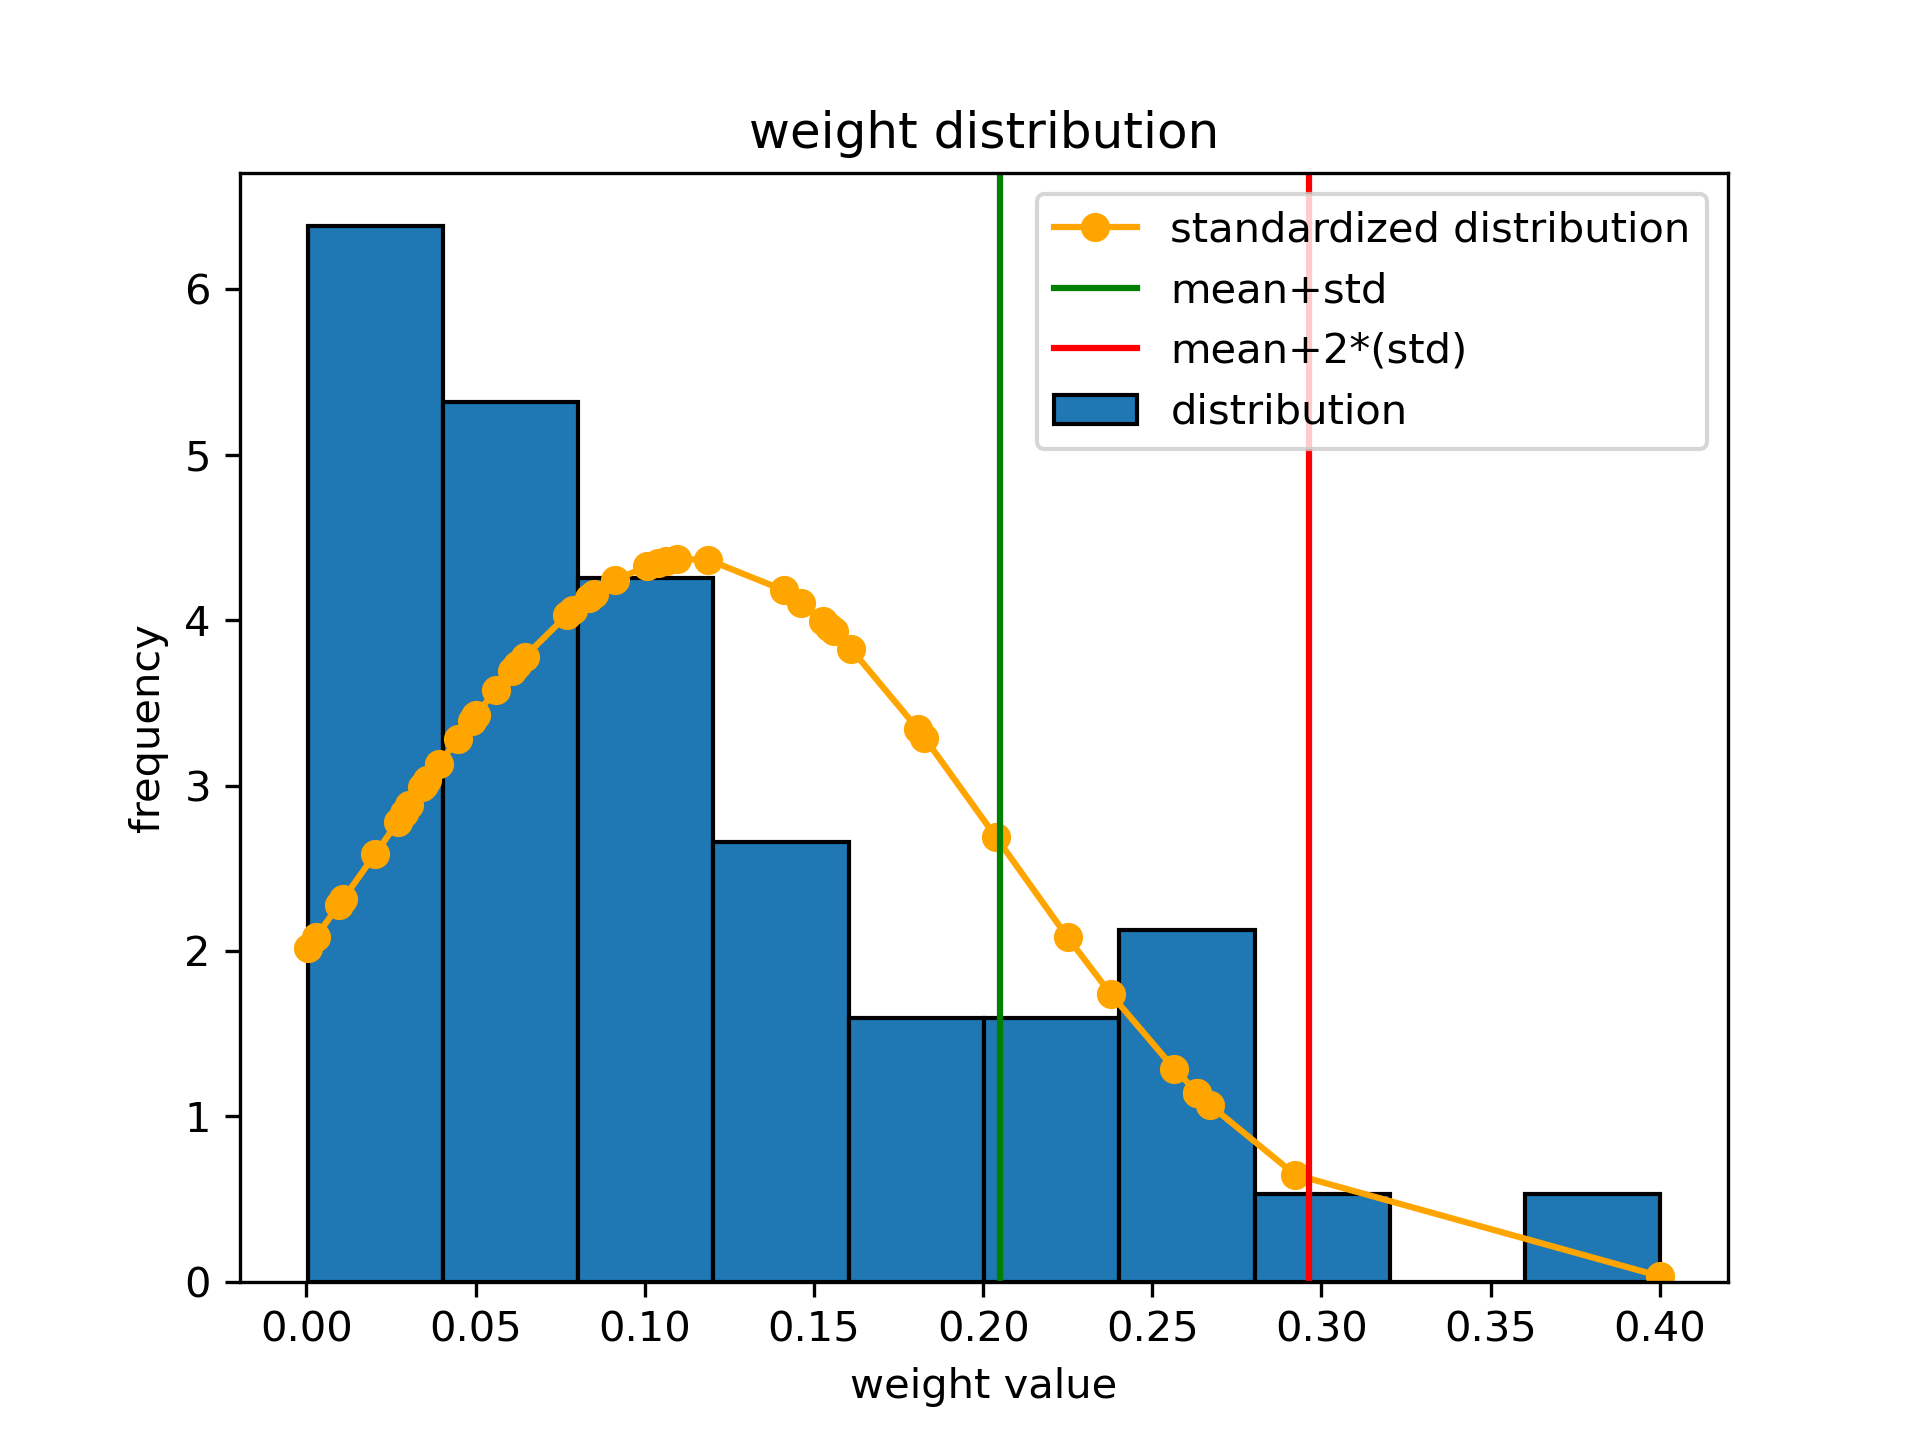 weight distribution
standardized distribution
mean+std
mean+2*(std)
distribution
frequency
6
5
4
3
2
1
0
0.00 0.05 0.10 0.15 0.20 0.25 0.30 0.35 0.40
weight value